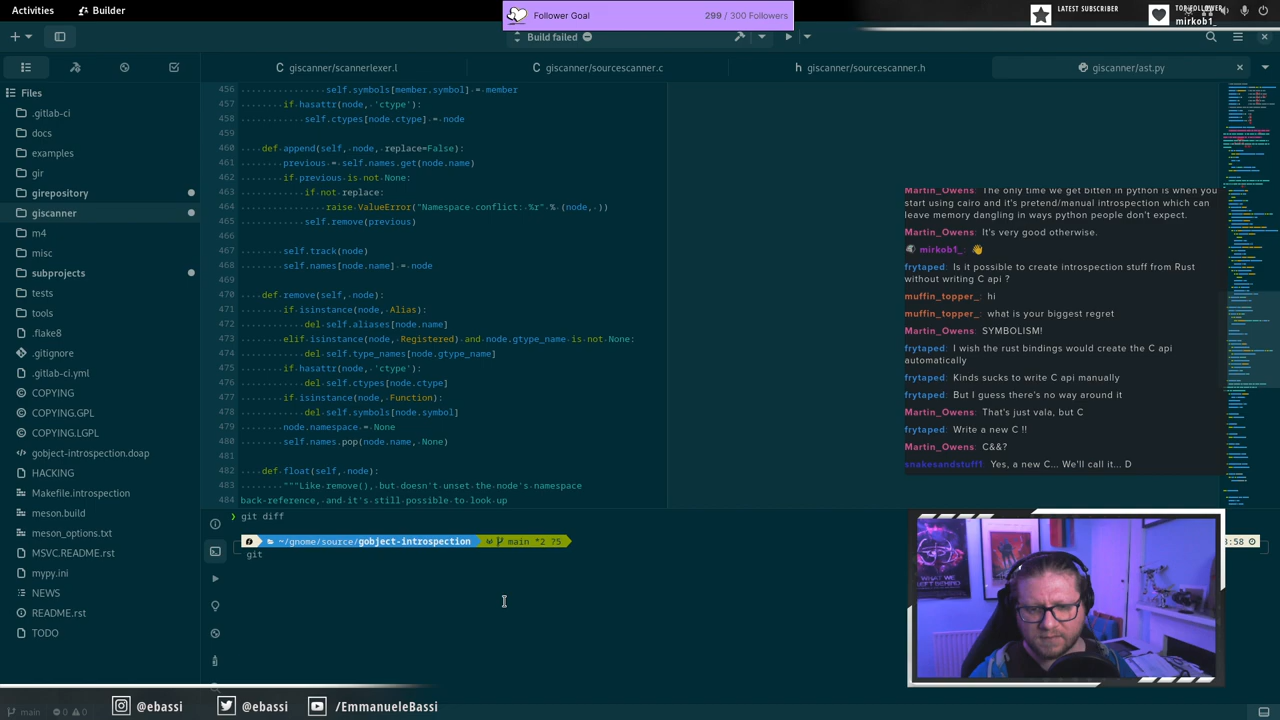 Activities
Builder
Follower Goal
299 / 300 Followers
LATEST SUBSCRIBER
mirkob1_
Build failed
giscanner/scannerlexer.l
giscanner/sourcescanner.c
giscanner/sourcescanner.h
giscanner/ast.py
Files
.gitlab-ci
docs
examples
gir
girepository
giscanner
m4
misc
subprojects
tests
tools
.flake8
.gitignore
.gitlab-ci.yml
COPYING
COPYING.GPL
COPYING.LGPL
gobject-introspection.doap
HACKING
Makefile.introspection
meson.build
meson_options.txt
MSVC.README.rst
mypy.ini
NEWS
README.rst
TODO
456 self.symbols[member.symbol] = member
457 if hasattr(node, 'ctype'):
458 self.ctypes[node.ctype] = node
459
460 def append(self, node, replace=False):
461 previous = self.names.get(node.name)
462 if previous is not None:
463 if not replace:
464 raise ValueError("Namespace conflict: %r" % (node, ))
465 self.remove(previous)
466
467 self.track(node)
468 self.names[node.name] = node
469
470 def remove(self, node):
471 if isinstance(node, Alias):
472 del self.aliases[node.name]
473 elif isinstance(node, Registered) and node.gtype_name is not None:
474 del self.type_names[node.gtype_name]
475 if hasattr(node, 'ctype'):
476 del self.ctypes[node.ctype]
477 if isinstance(node, Function):
478 del self.symbols[node.symbol]
479 node.namespace = None
480 self.names.pop(node.name, None)
481
482 def float(self, node):
483 """Like remove(), but doesn't unset the node's namespace
484 back-reference, and it's still possible to look up
Martin_Owens: The only time we get bitten in python is when you
start using cairo and it's pretend/manual introspection which can
leave memory dangling in ways python people don't expect.
Martin_Owens: It's very good otherwise.
mirkob1_: 👋
frytaped: Is it possible to create introspection stuff from Rust
without writing C api ?
muffin_topper_: hi
muffin_topper_: what is your biggest regret
Martin_Owens: SYMBOLISM!
frytaped: I wish the rust bindings would create the C api
automatically
frytaped: Kinds sucks to write C api manually
frytaped: But i guess there's no way around it
Martin_Owens: That's just vala, but C
frytaped: Write a new C !!
Martin_Owens: C&&?
snakesandstuff1: Yes, a new C... We'll call it... D
❯ git diff
~/gnome/source/gobject-introspection
main *2 ?5
git
3:58
@ebassi
@ebassi
/EmmanueleBassi
main
0
0